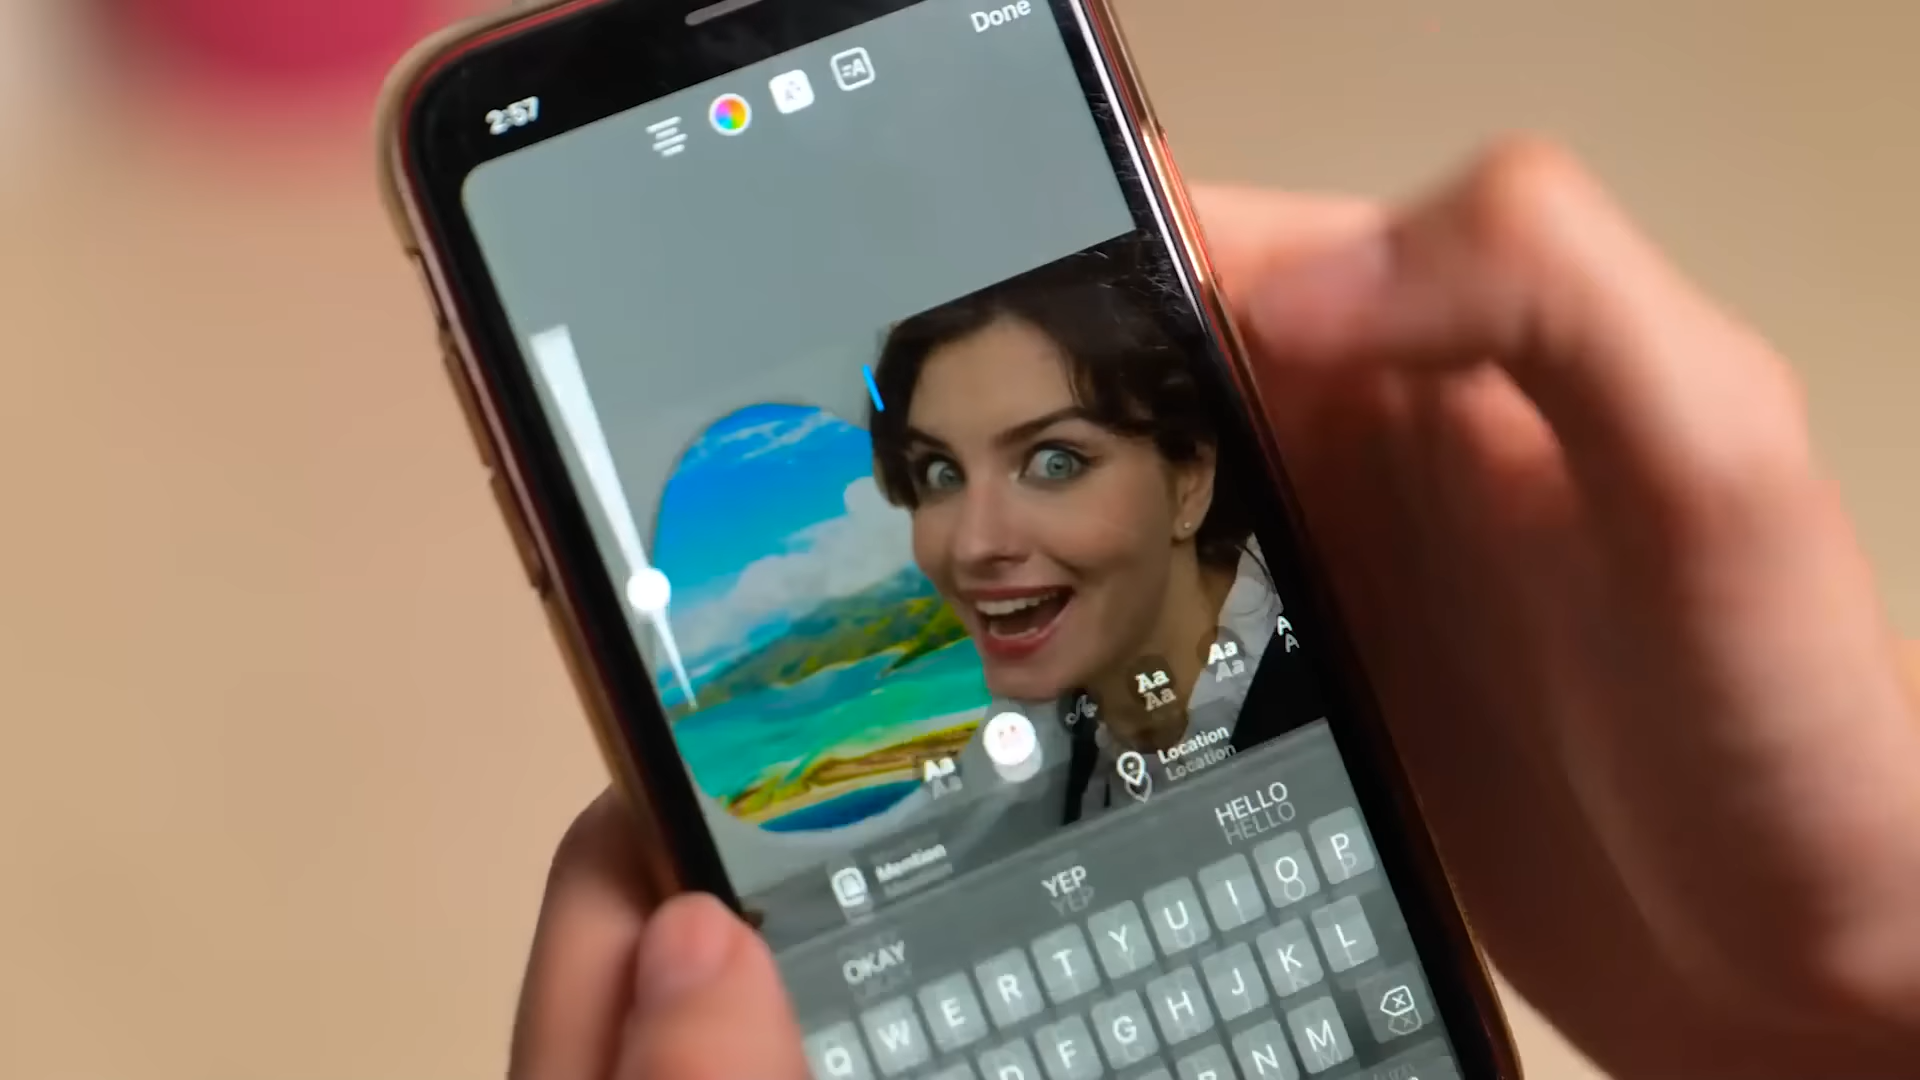 Done
2:57
=A
Aa
Aa
Aa
Location
Mention
HELLO
YEP
OKAY
Q W E R T Y U I O P
D F G H J K L
N M